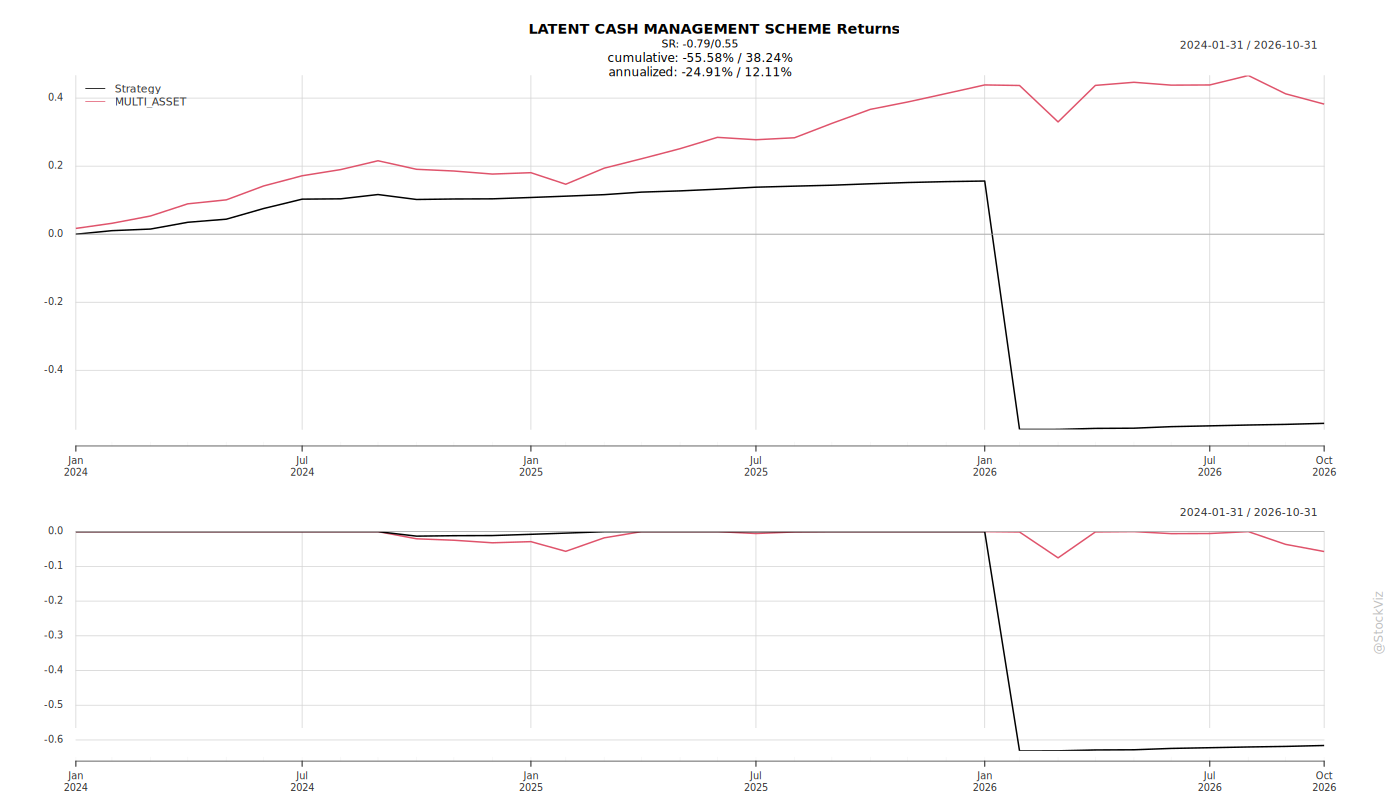 LATENT CASH MANAGEMENT SCHEME Returns
SR: -0.79/0.55
cumulative: -55.58% / 38.24%
annualized: -24.91% / 12.11%
2024-01-31 / 2026-10-31
Strategy
MULTI_ASSET
0.4
0.2
0.0
-0.2
-0.4
Jan Jul Jan Jul Jan Jul Oct
2024 2024 2025 2025 2026 2026 2026
2024-01-31 / 2026-10-31
0.0
-0.1
-0.2
-0.3
-0.4
-0.5
-0.6
Jan Jul Jan Jul Jan Jul Oct
2024 2024 2025 2025 2026 2026 2026
@StockViz